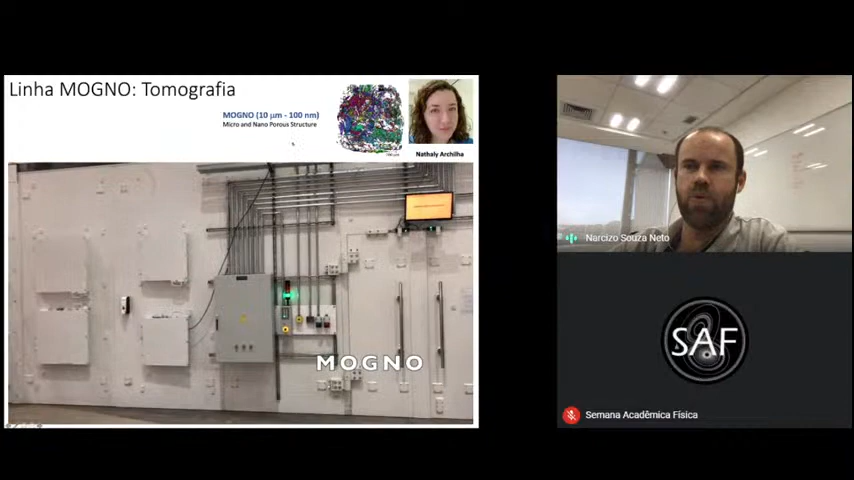 Linha MOGNO: Tomografia
MOGNO (10 µm - 100 nm)
Micro and Nano Porous Structure
Nathaly Archilha
MOGNO
Narcizo Souza Neto
SAF
Semana Acadêmica Física